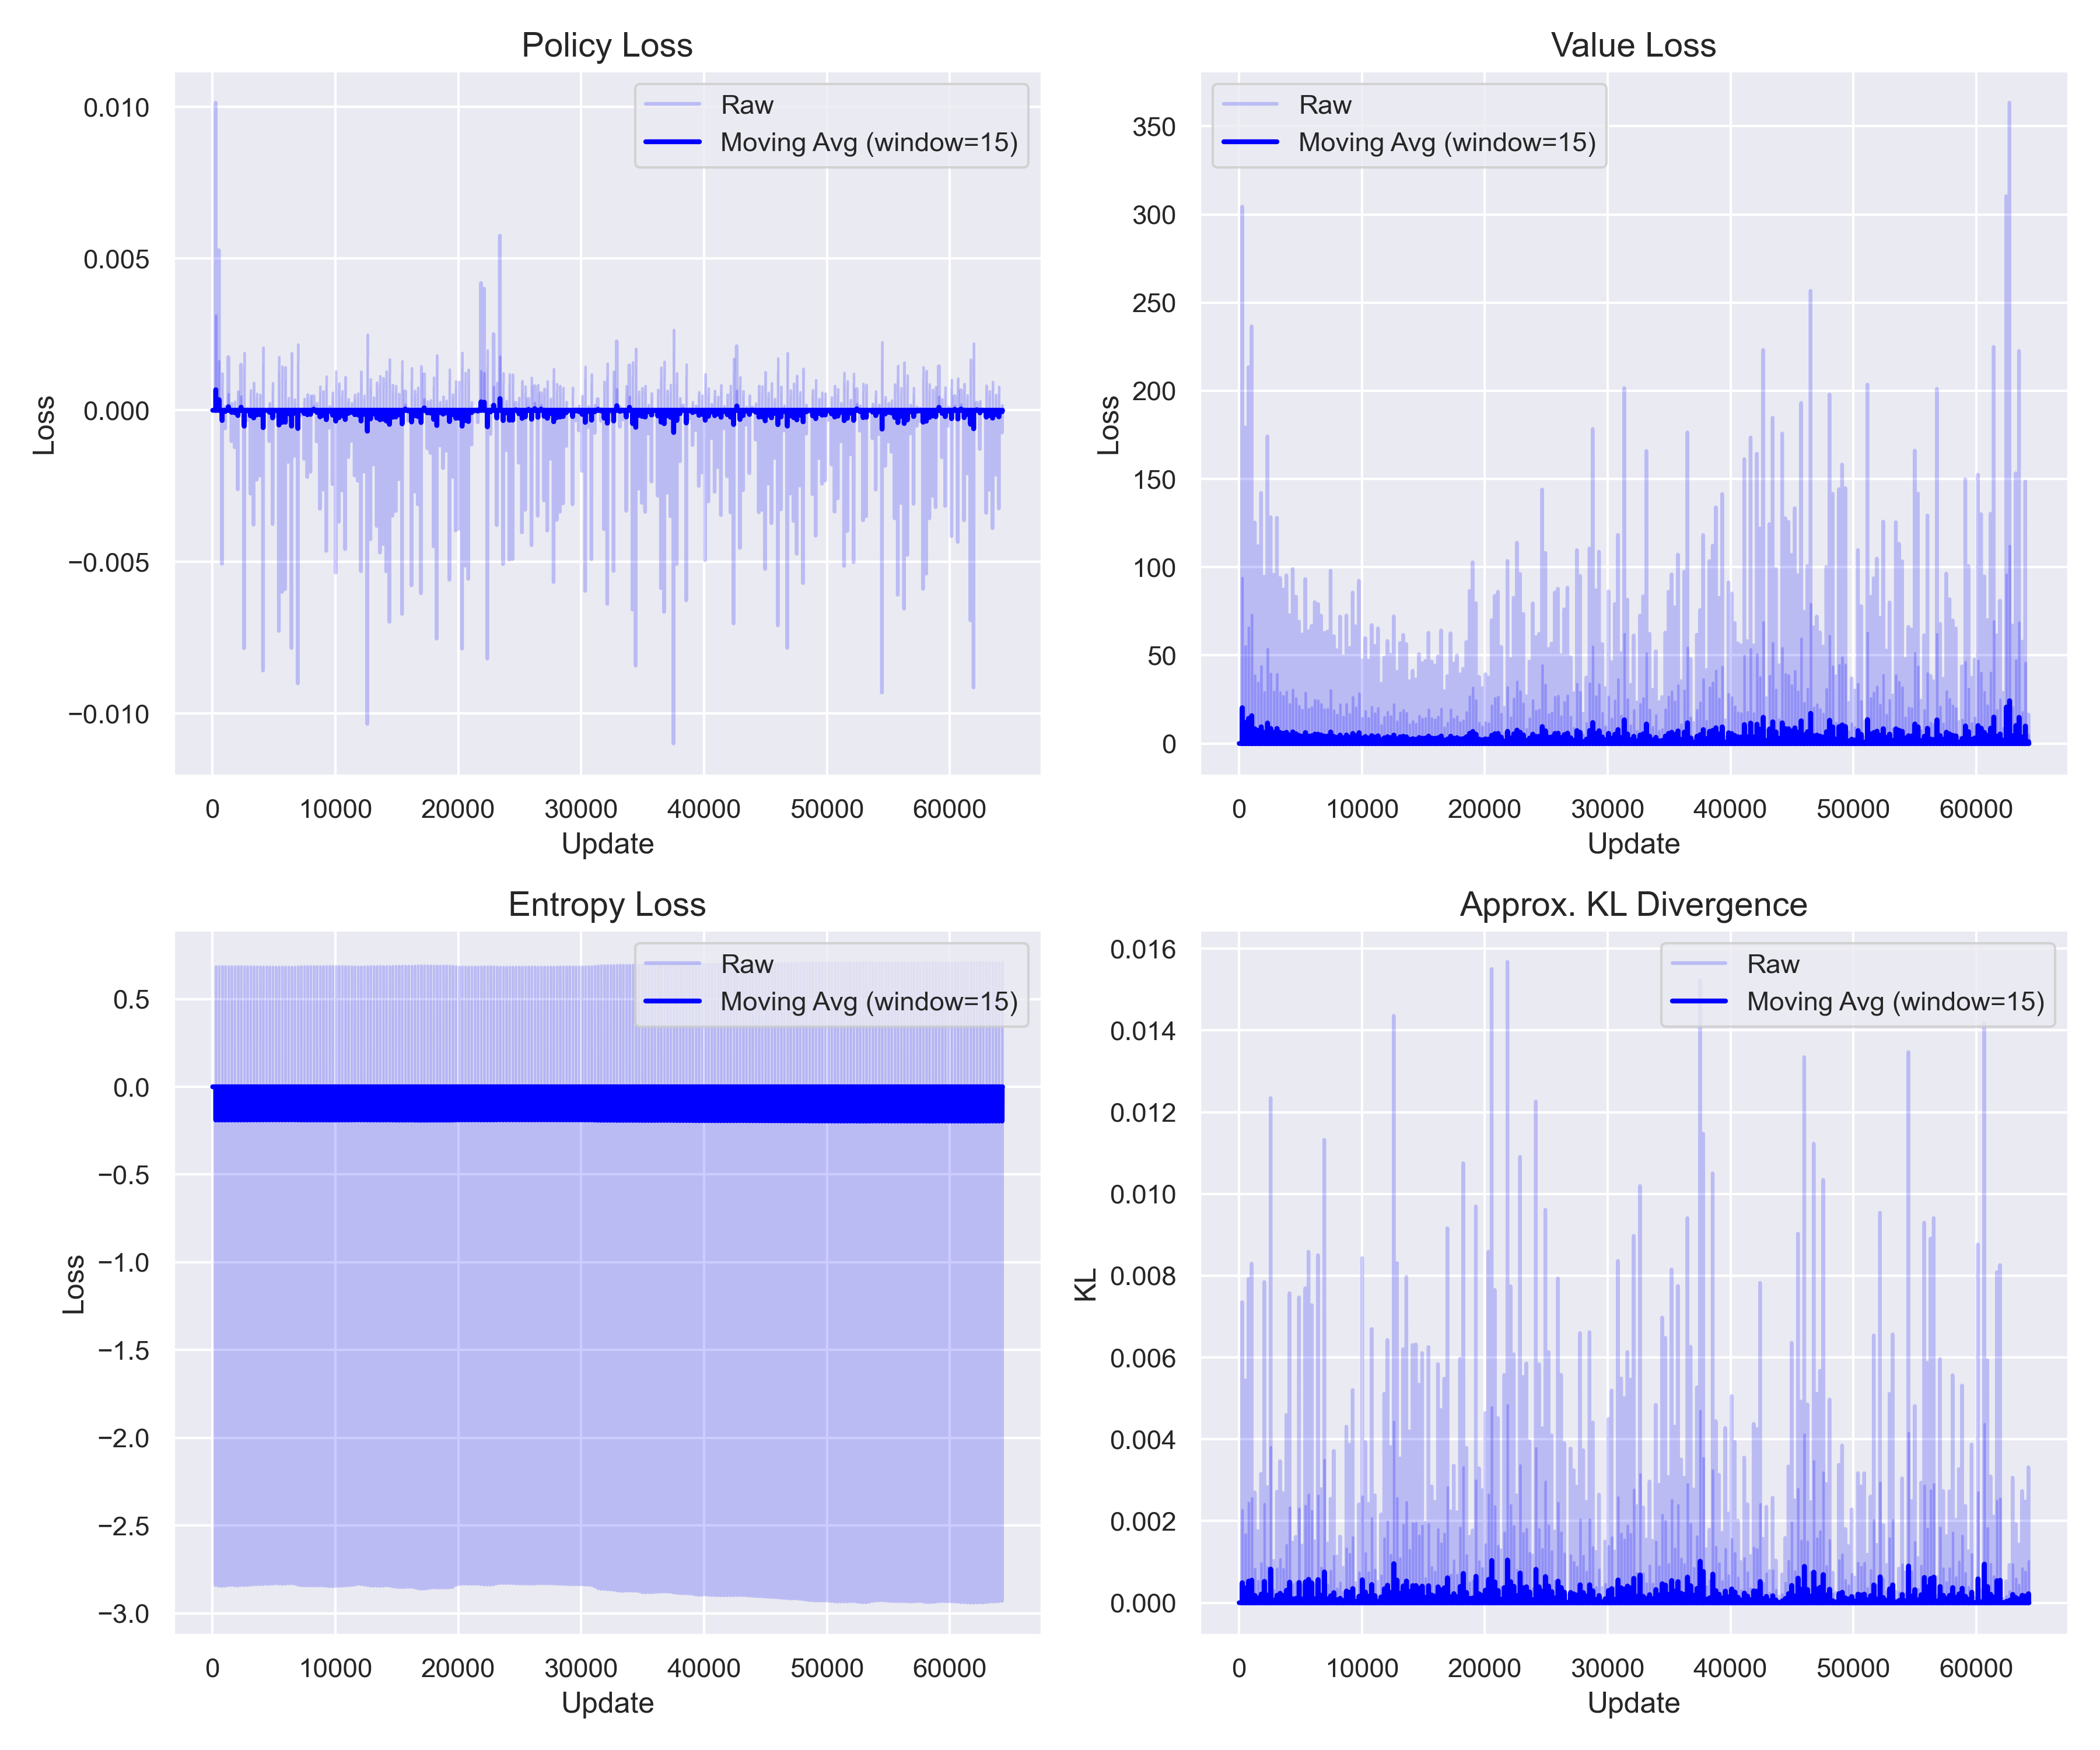 Policy Loss
Raw
Moving Avg (window=15)
0.010
0.005
0.000
−0.005
−0.010
Loss
0
10000
20000
30000
40000
50000
60000
Update
Value Loss
Raw
Moving Avg (window=15)
350
300
250
200
150
100
50
0
Loss
0
10000
20000
30000
40000
50000
60000
Update
Entropy Loss
Raw
Moving Avg (window=15)
0.5
0.0
−0.5
−1.0
−1.5
−2.0
−2.5
−3.0
Loss
0
10000
20000
30000
40000
50000
60000
Update
Approx. KL Divergence
Raw
Moving Avg (window=15)
0.016
0.014
0.012
0.010
0.008
0.006
0.004
0.002
0.000
KL
0
10000
20000
30000
40000
50000
60000
Update